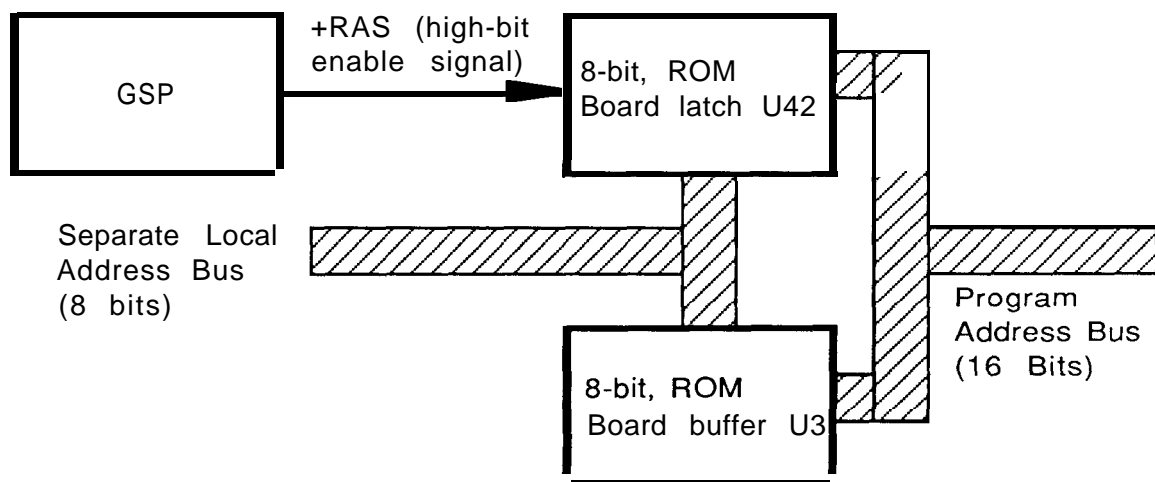 GSP
+RAS (high-bit
enable signal)
8-bit, ROM
Board latch U42
Separate Local
Address Bus
(8 bits)
Program
Address Bus
(16 Bits)
8-bit, ROM
Board buffer U3